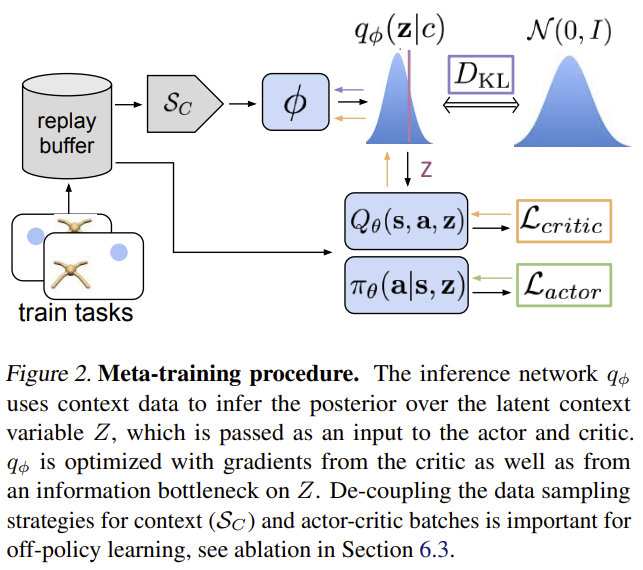 q_ϕ(z|c)
N(0, I)
replay
buffer
S_C
ϕ
D_KL
z
Q_θ(s, a, z)
L_critic
π_θ(a|s, z)
L_actor
train tasks
Figure 2. Meta-training procedure. The inference network q_ϕ
uses context data to infer the posterior over the latent context
variable Z, which is passed as an input to the actor and critic.
q_ϕ is optimized with gradients from the critic as well as from
an information bottleneck on Z. De-coupling the data sampling
strategies for context (S_C) and actor-critic batches is important for
off-policy learning, see ablation in Section 6.3.